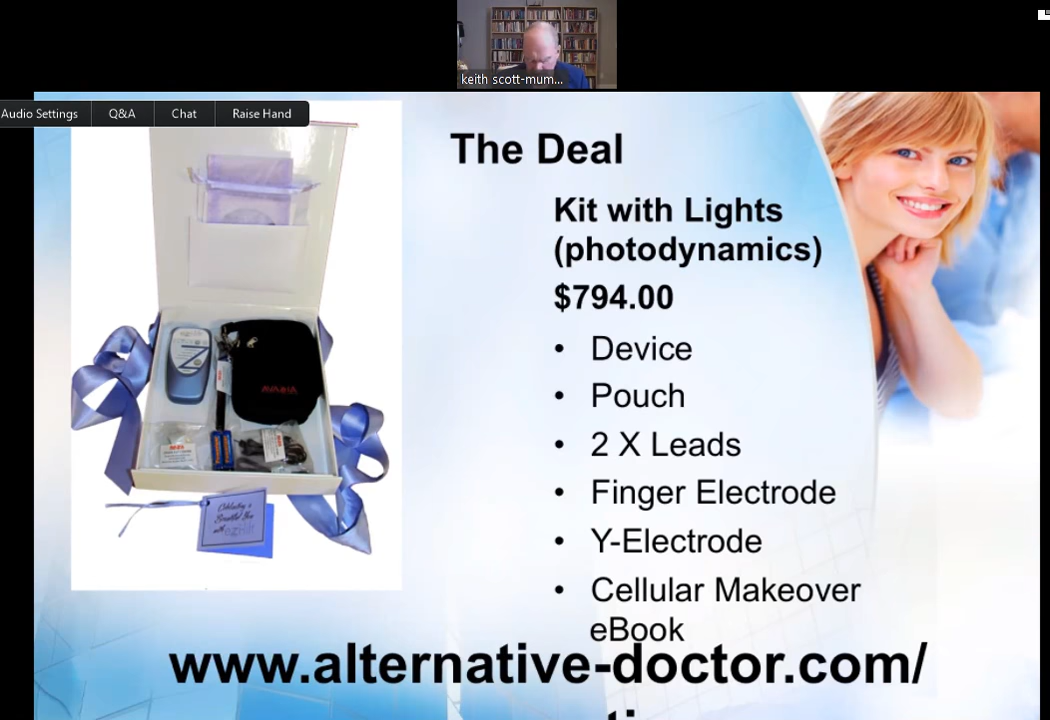 keith scott-mum...
Audio Settings
Q&A
Chat
Raise Hand
The Deal
Kit with Lights
(photodynamics)
$794.00
• Device
• Pouch
• 2 X Leads
• Finger Electrode
• Y-Electrode
• Cellular Makeover
eBook
www.alternative-doctor.com/